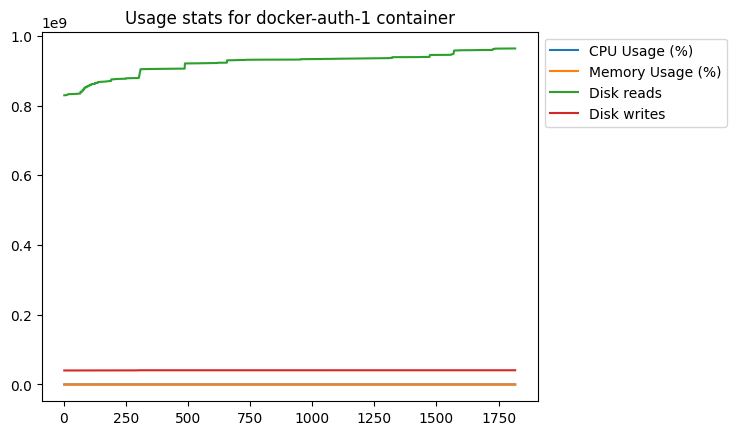 Usage stats for docker-auth-1 container
1e9
1.0
0.8
0.6
0.4
0.2
0.0
0 250 500 750 1000 1250 1500 1750
CPU Usage (%)
Memory Usage (%)
Disk reads
Disk writes